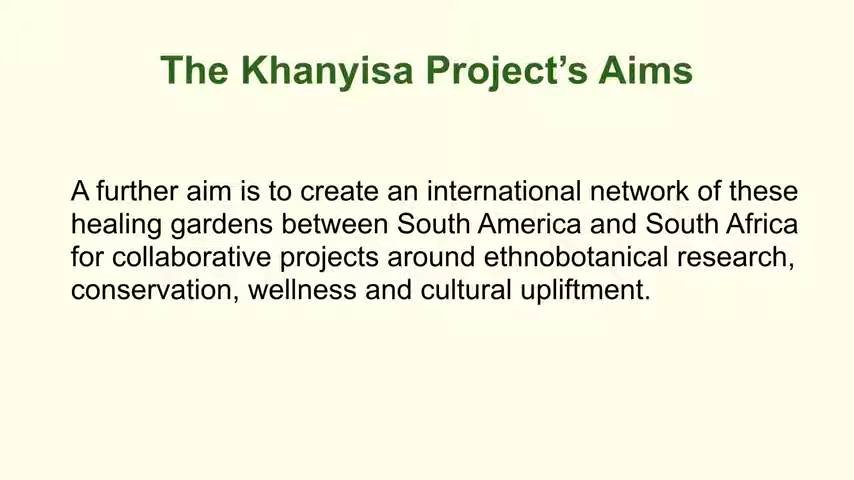 The Khanyisa Project’s Aims
A further aim is to create an international network of these
healing gardens between South America and South Africa
for collaborative projects around ethnobotanical research,
conservation, wellness and cultural upliftment.